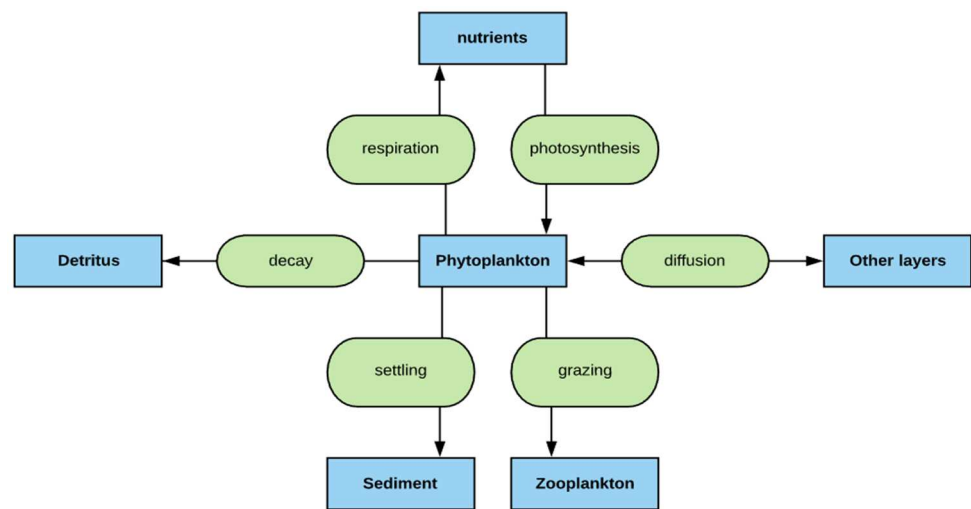 nutrients
respiration
photosynthesis
Detritus
decay
Phytoplankton
diffusion
Other layers
settling
grazing
Sediment
Zooplankton